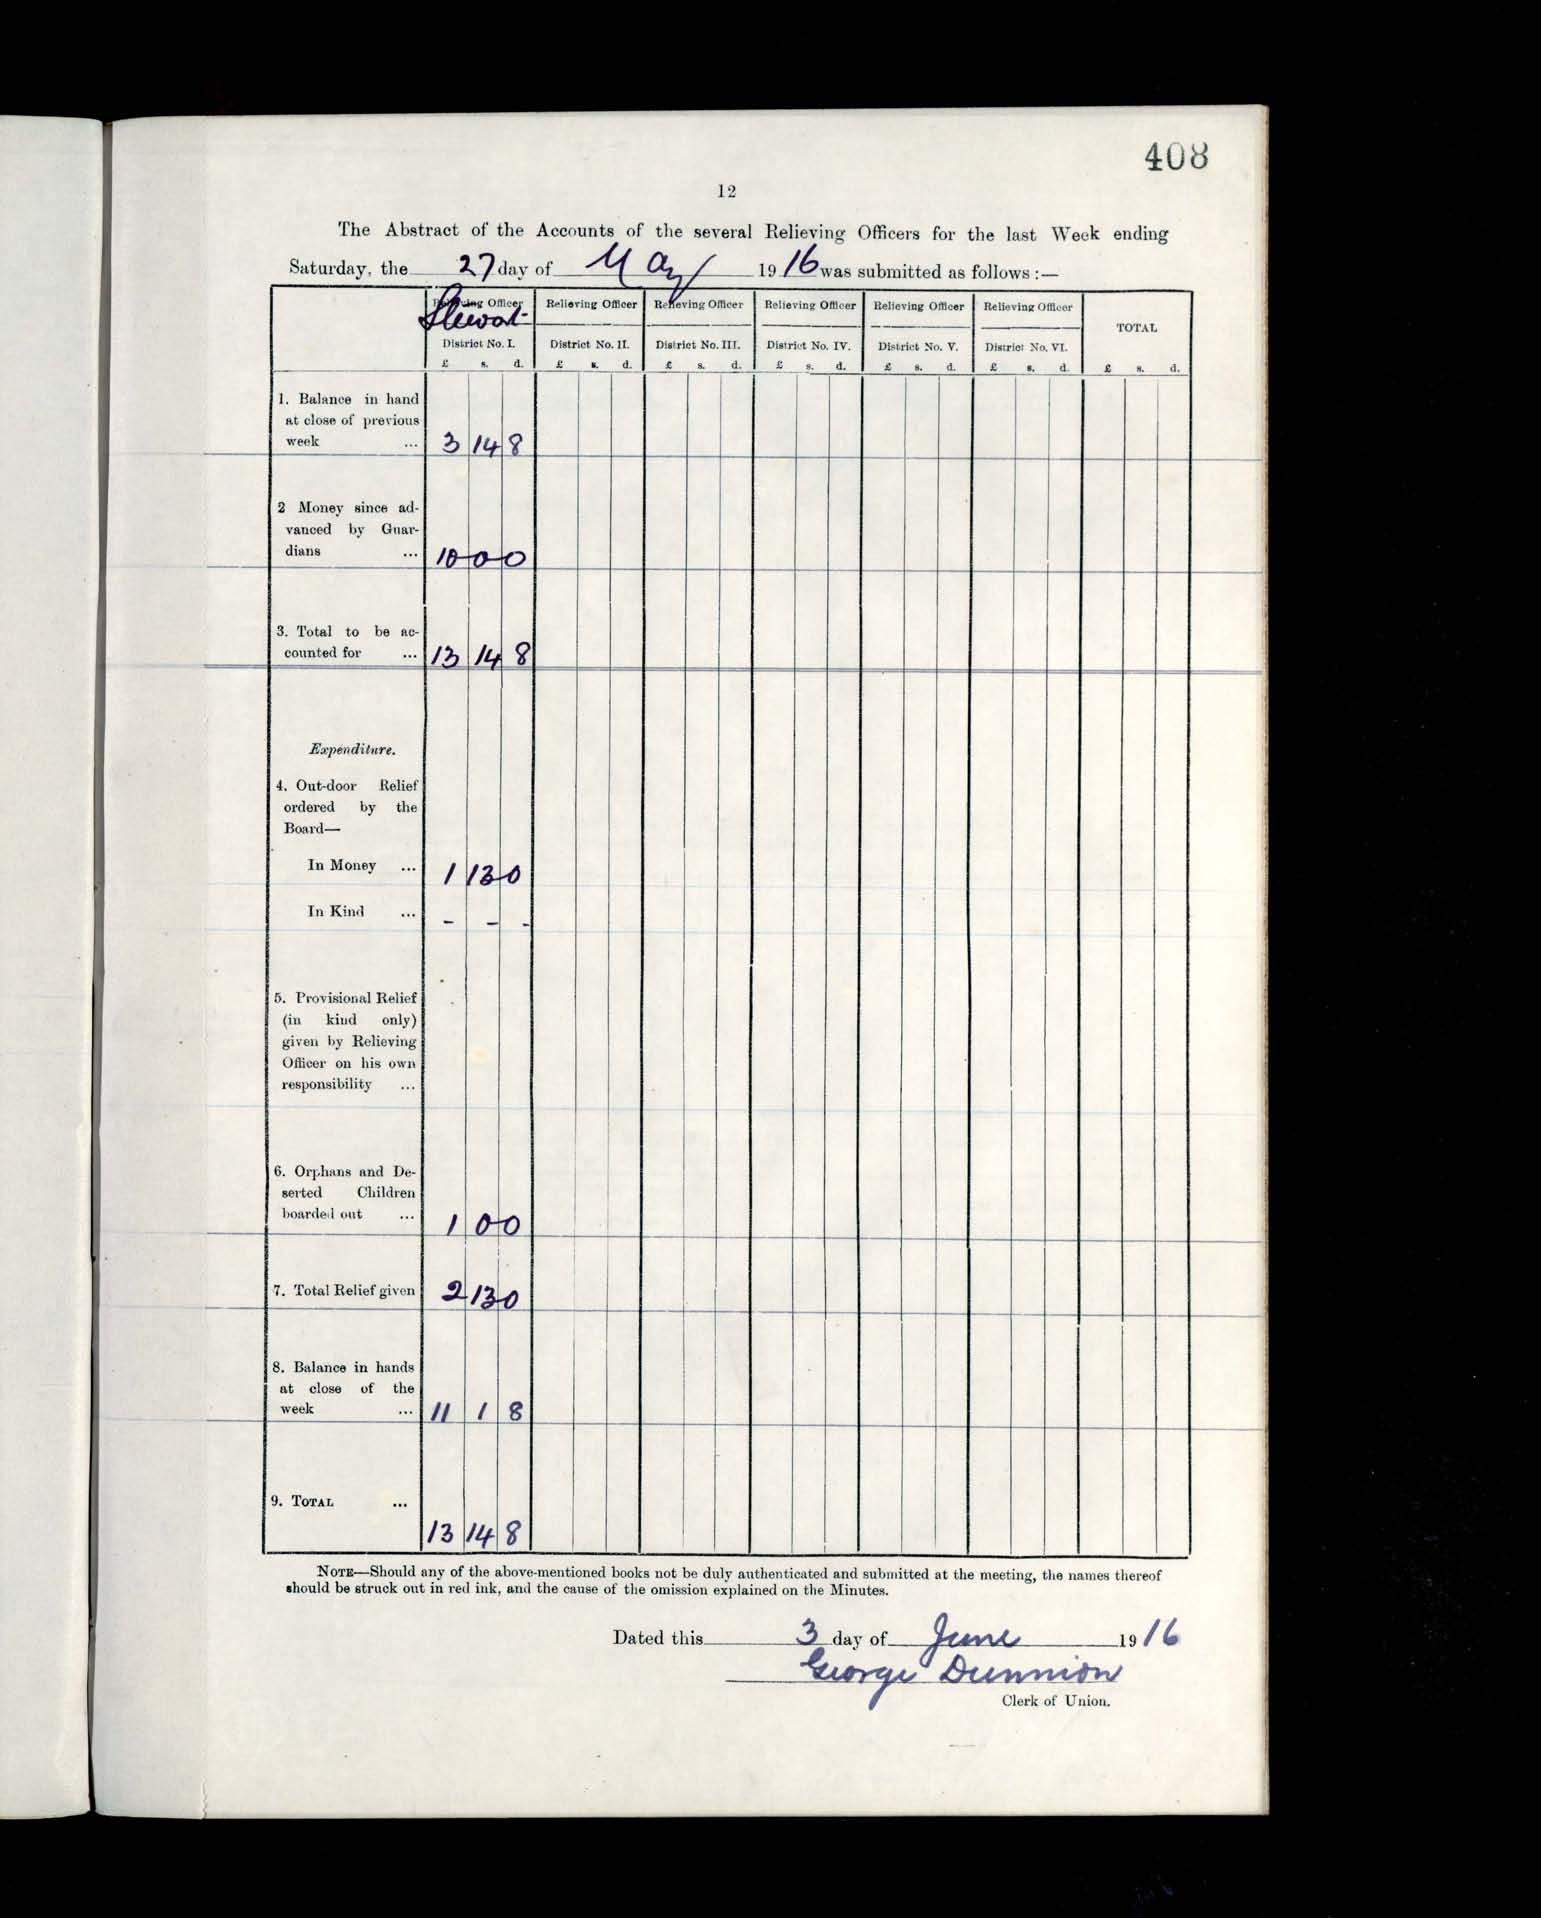 408
12
The Abstract of the Accounts of the several Relieving Officers for the last Week ending
Saturday, the 27 day of May 1916 was submitted as follows :—
Relieving Officer Relieving Officer Relieving Officer Relieving Officer Relieving Officer Relieving Officer
Stewart TOTAL
District No. I. District No. II. District No. III. District No. IV. District No. V. District No. VI.
£ s. d. £ s. d. £ s. d. £ s. d. £ s. d. £ s. d. £ s. d.
1. Balance in hand
at close of previous
week ... 3 14 8
2 Money since ad-
vanced by Guar-
dians ... 10 0 0
3. Total to be ac-
counted for ... 13 14 8
Expenditure.
4. Out-door Relief
ordered by the
Board—
In Money ... 1 13 0
In Kind ... - - -
5. Provisional Relief
(in kind only)
given by Relieving
Officer on his own
responsibility ...
6. Orphans and De-
serted Children
boarded out ... 1 0 0
7. Total Relief given 2 13 0
8. Balance in hands
at close of the
week ... 11 1 8
9. TOTAL ...
13 14 8
NOTE—Should any of the above-mentioned books not be duly authenticated and submitted at the meeting, the names thereof
should be struck out in red ink, and the cause of the omission explained on the Minutes.
Dated this 3 day of June 1916
George Dunnion
Clerk of Union.